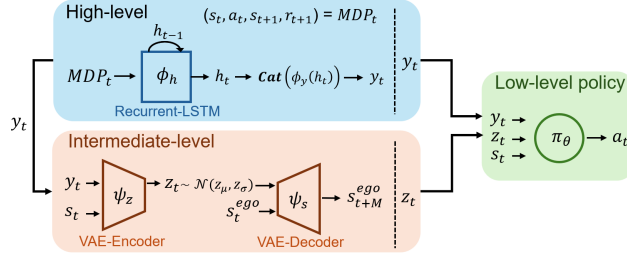 High-level
(s_t, a_t, s_{t+1}, r_{t+1}) = MDP_t
h_{t-1}
MDP_t → ϕ_h → h_t → Cat(ϕ_y(h_t)) → y_t
Recurrent-LSTM
y_t
y_t
Intermediate-level
y_t
s_t
ψ_z
z_t ~ N(z_μ, z_σ)
s_t^{ego}
ψ_s
s_{t+M}^{ego}
z_t
VAE-Encoder
VAE-Decoder
Low-level policy
y_t
z_t
s_t
π_θ
a_t